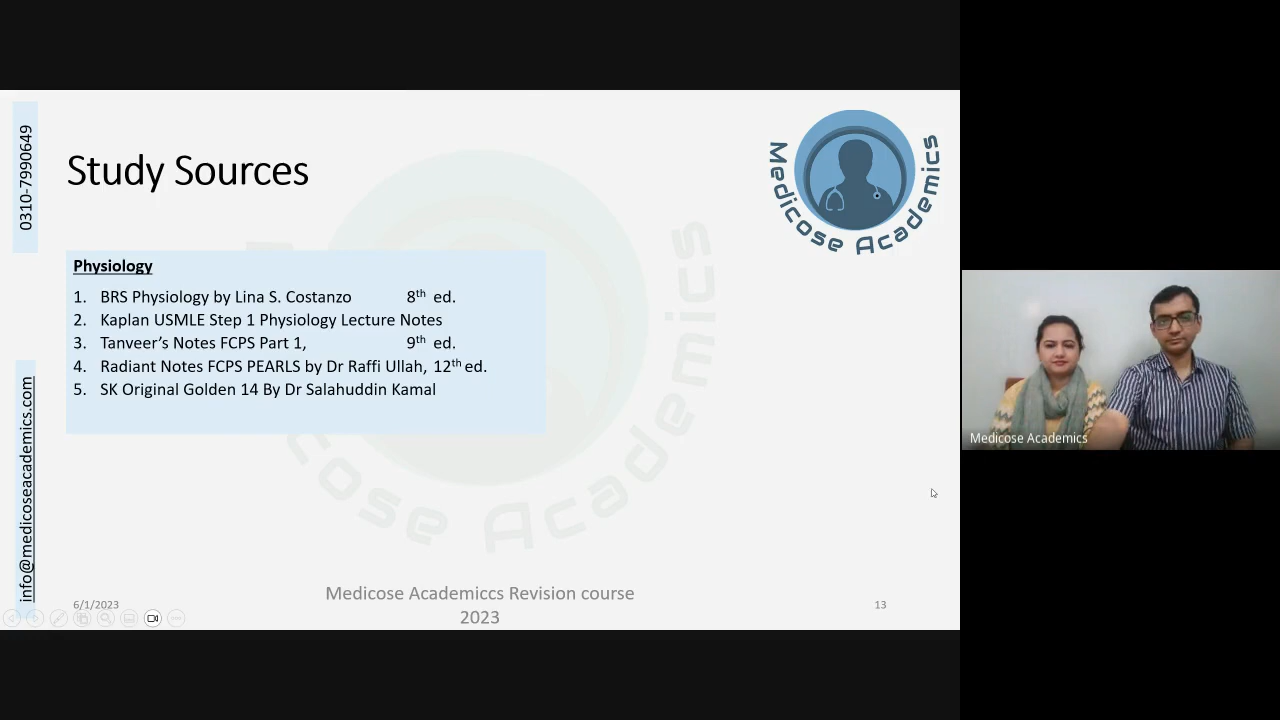 0310-7990649
info@medicoseacademics.com
Study Sources
Medicose Academics
Physiology
1. BRS Physiology by Lina S. Costanzo 8th ed.
2. Kaplan USMLE Step 1 Physiology Lecture Notes
3. Tanveer’s Notes FCPS Part 1, 9th ed.
4. Radiant Notes FCPS PEARLS by Dr Raffi Ullah, 12th ed.
5. SK Original Golden 14 By Dr Salahuddin Kamal
cose Academics
6/1/2023
Medicose Academiccs Revision course
2023
13
Medicose Academics